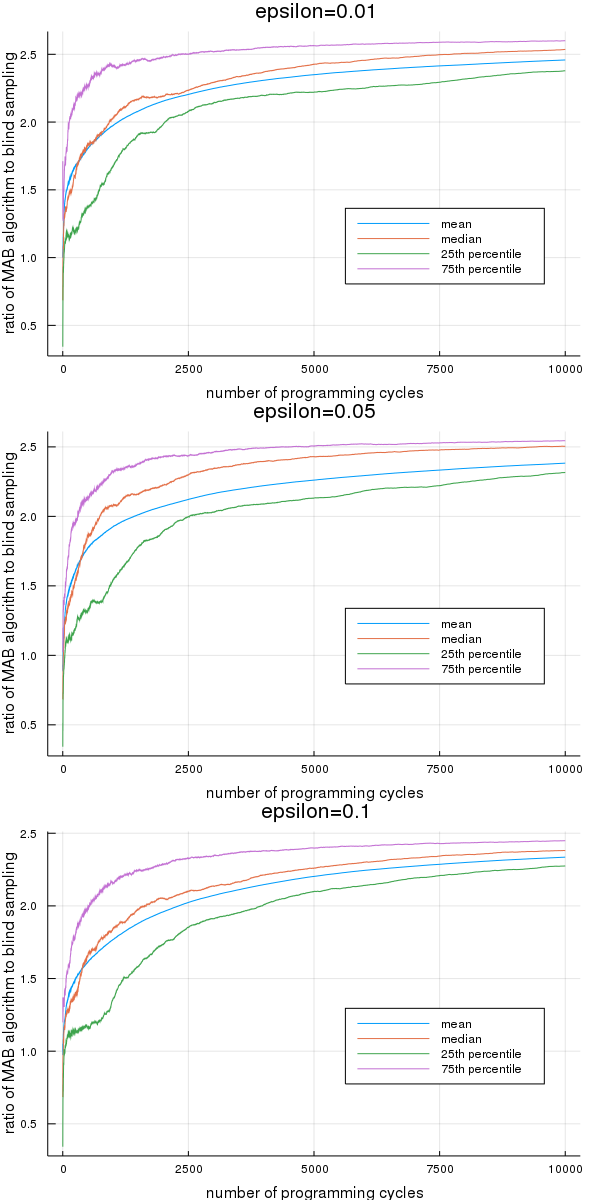 epsilon=0.01
ratio of MAB algorithm to blind sampling
2.5
2.0
1.5
1.0
0.5
mean
median
25th percentile
75th percentile
0 2500 5000 7500 10000
number of programming cycles
epsilon=0.05
ratio of MAB algorithm to blind sampling
2.5
2.0
1.5
1.0
0.5
mean
median
25th percentile
75th percentile
0 2500 5000 7500 10000
number of programming cycles
epsilon=0.1
ratio of MAB algorithm to blind sampling
2.5
2.0
1.5
1.0
0.5
mean
median
25th percentile
75th percentile
0 2500 5000 7500 10000
number of programming cycles